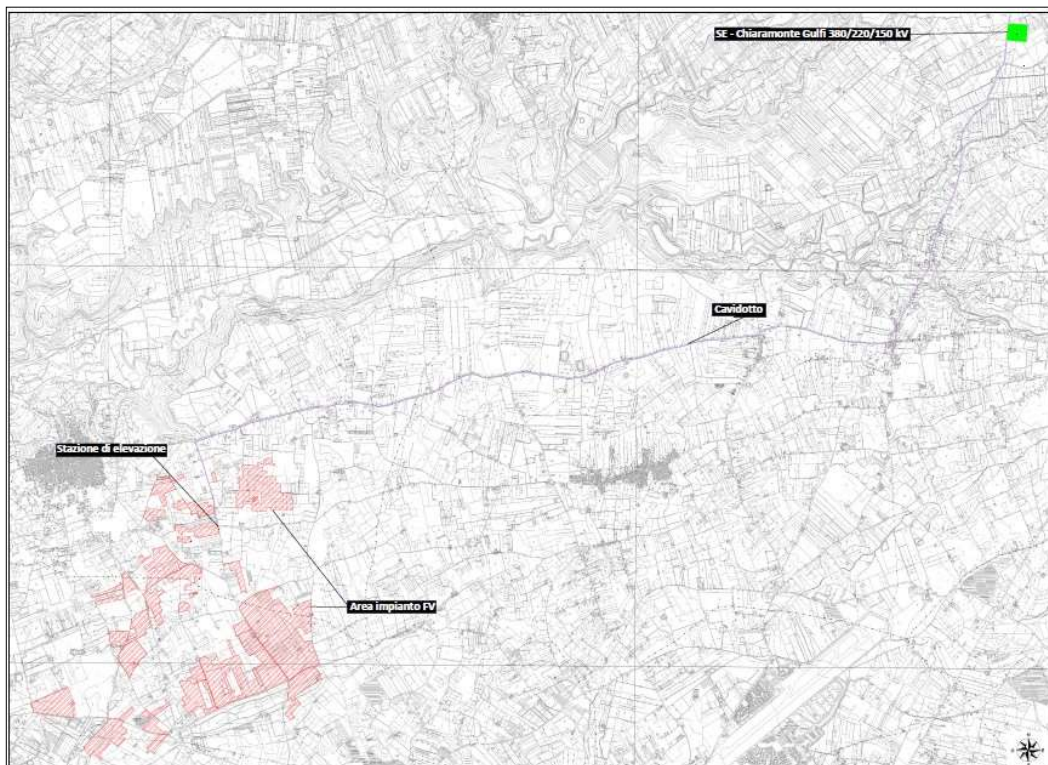 SE - Chiaramonte Gulfi 380/220/150 kV
Cavidotto
Stazione di elevazione
Area impianto FV